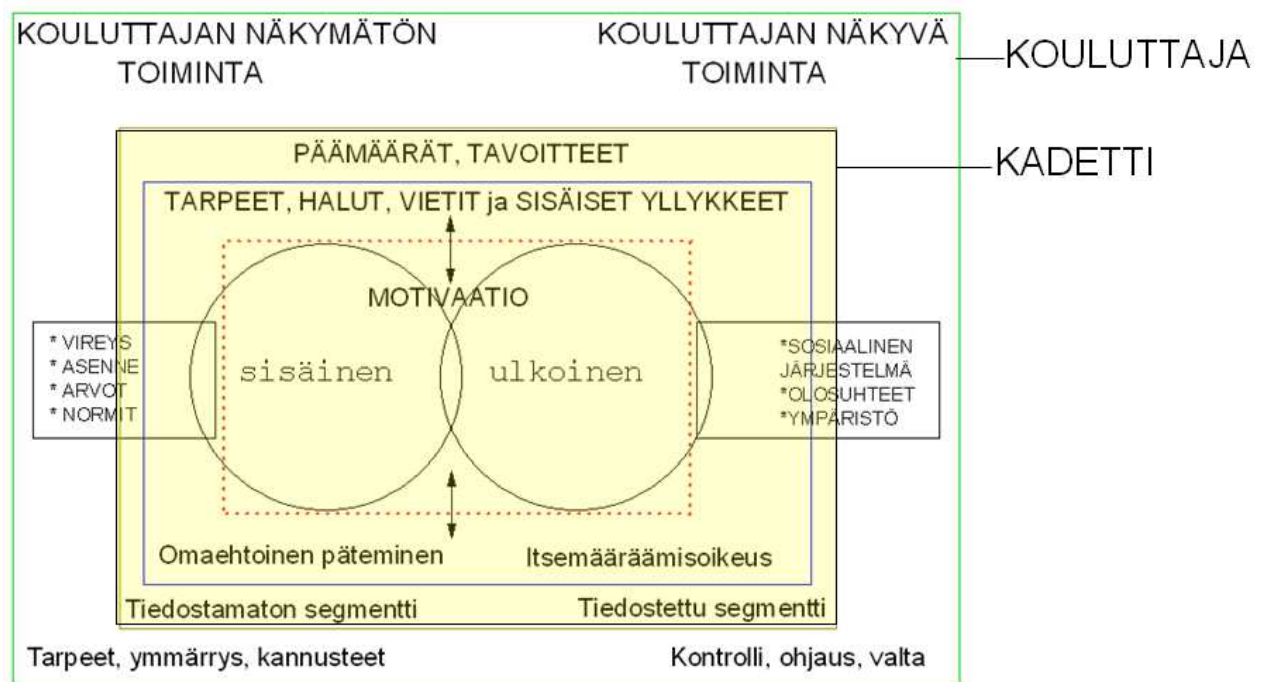 KOULUTTAJAN NÄKYMÄTÖN
TOIMINTA
KOULUTTAJAN NÄKYVÄ
TOIMINTA
KOULUTTAJA
KADETTI
PÄÄMÄÄRÄT, TAVOITTEET
TARPEET, HALUT, VIETIT ja SISÄISET YLLYKKEET
MOTIVAATIO
* VIREYS
* ASENNE
* ARVOT
* NORMIT
sisäinen
ulkoinen
*SOSIAALINEN
JÄRJESTELMÄ
*OLOSUHTEET
*YMPÄRISTÖ
Omaehtoinen päteminen
Itsemääräämisoikeus
Tiedostamaton segmentti
Tiedostettu segmentti
Tarpeet, ymmärrys, kannusteet
Kontrolli, ohjaus, valta